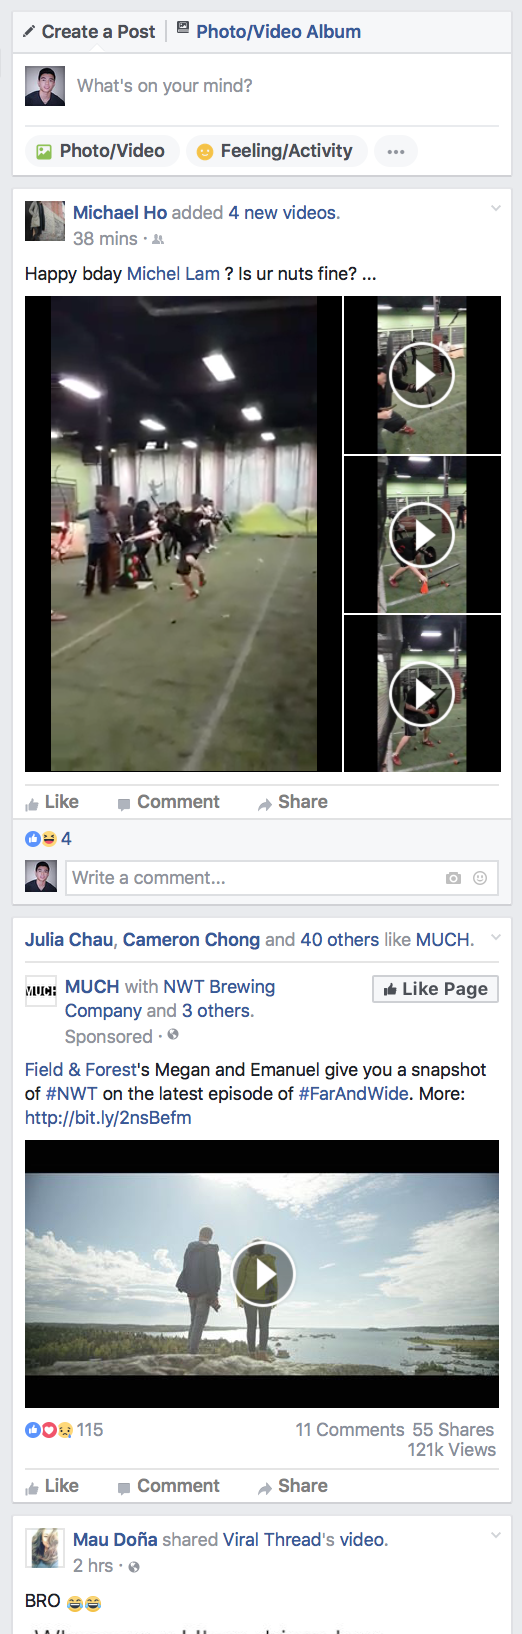 Create a Post Photo/Video Album
What's on your mind?
Photo/Video Feeling/Activity
Michael Ho added 4 new videos.
38 mins ·
Happy bday Michel Lam ? Is ur nuts fine? ...
Like Comment Share
4
Write a comment...
Julia Chau, Cameron Chong and 40 others like MUCH.
MUCH
MUCH with NWT Brewing
Company and 3 others.
Like Page
Sponsored ·
Field & Forest's Megan and Emanuel give you a snapshot
of #NWT on the latest episode of #FarAndWide. More:
http://bit.ly/2nsBefm
115
11 Comments 55 Shares
121k Views
Like Comment Share
Mau Doña shared Viral Thread's video.
2 hrs ·
BRO 😂😂